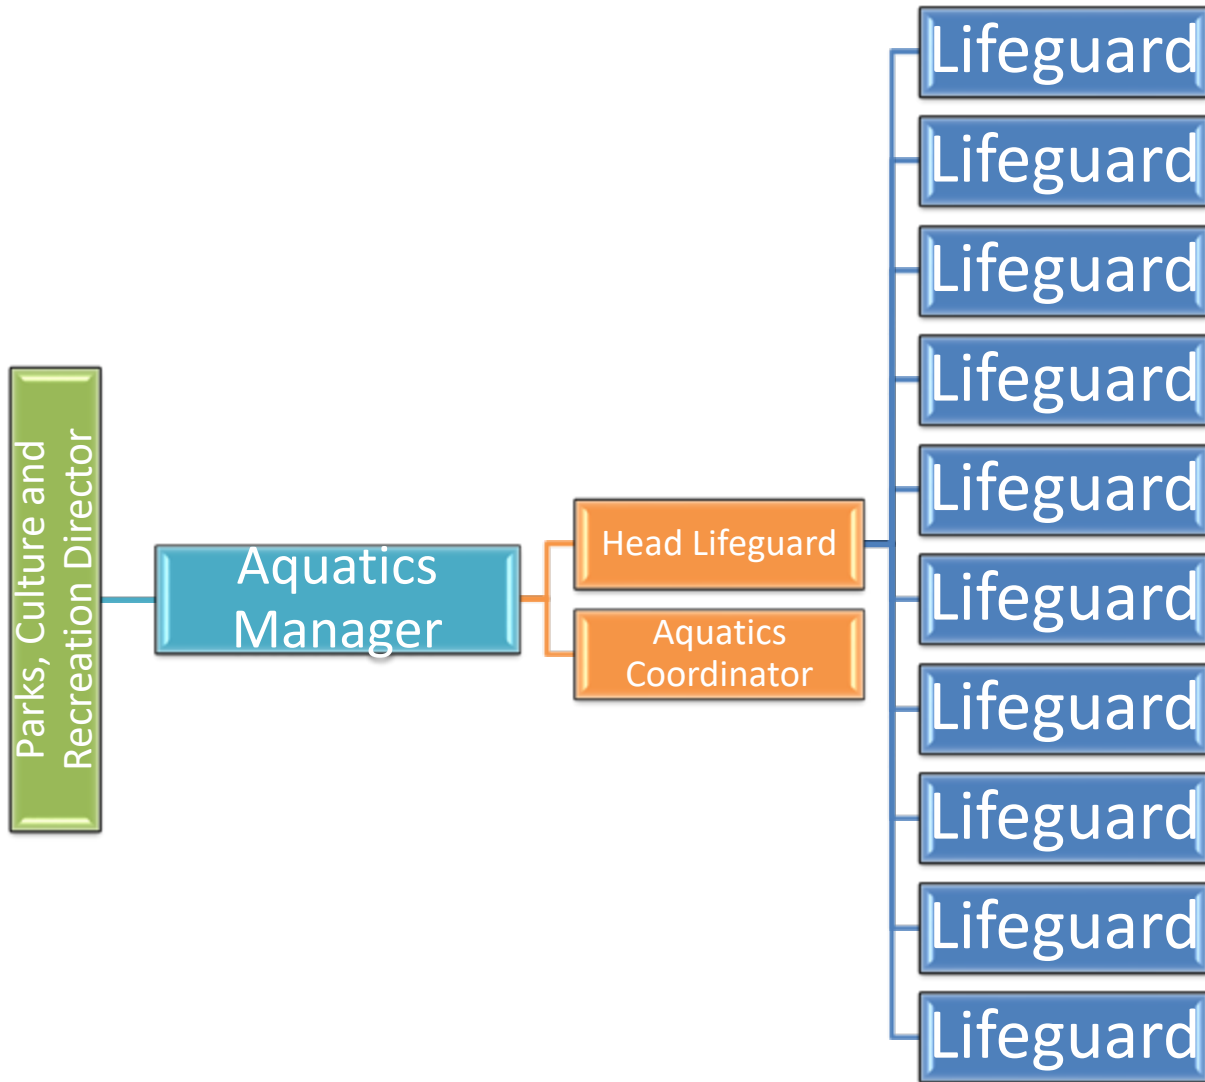 Parks, Culture and
Recreation Director
Aquatics
Manager
Head Lifeguard
Aquatics
Coordinator
Lifeguard
Lifeguard
Lifeguard
Lifeguard
Lifeguard
Lifeguard
Lifeguard
Lifeguard
Lifeguard
Lifeguard